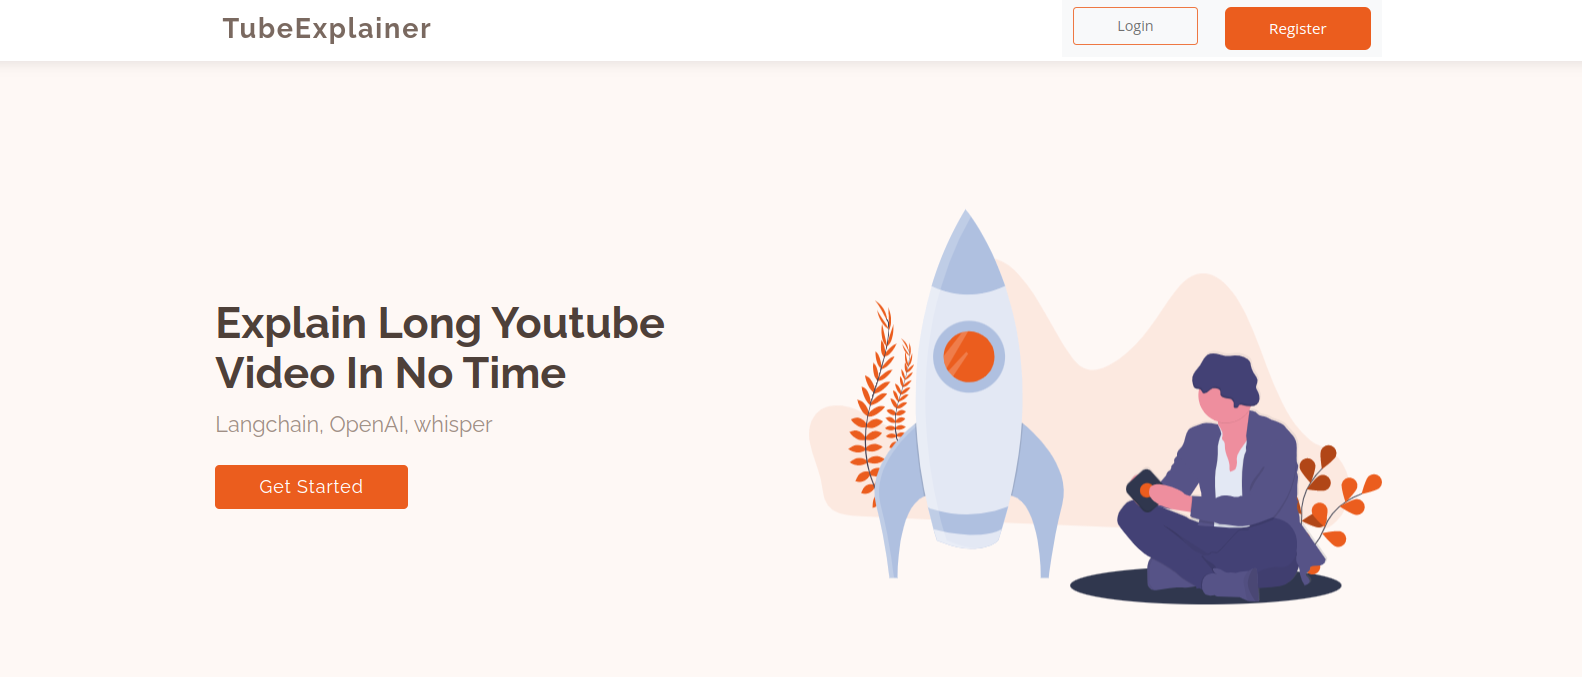 TubeExplainer
Login
Register
Explain Long Youtube
Video In No Time
Langchain, OpenAI, whisper
Get Started